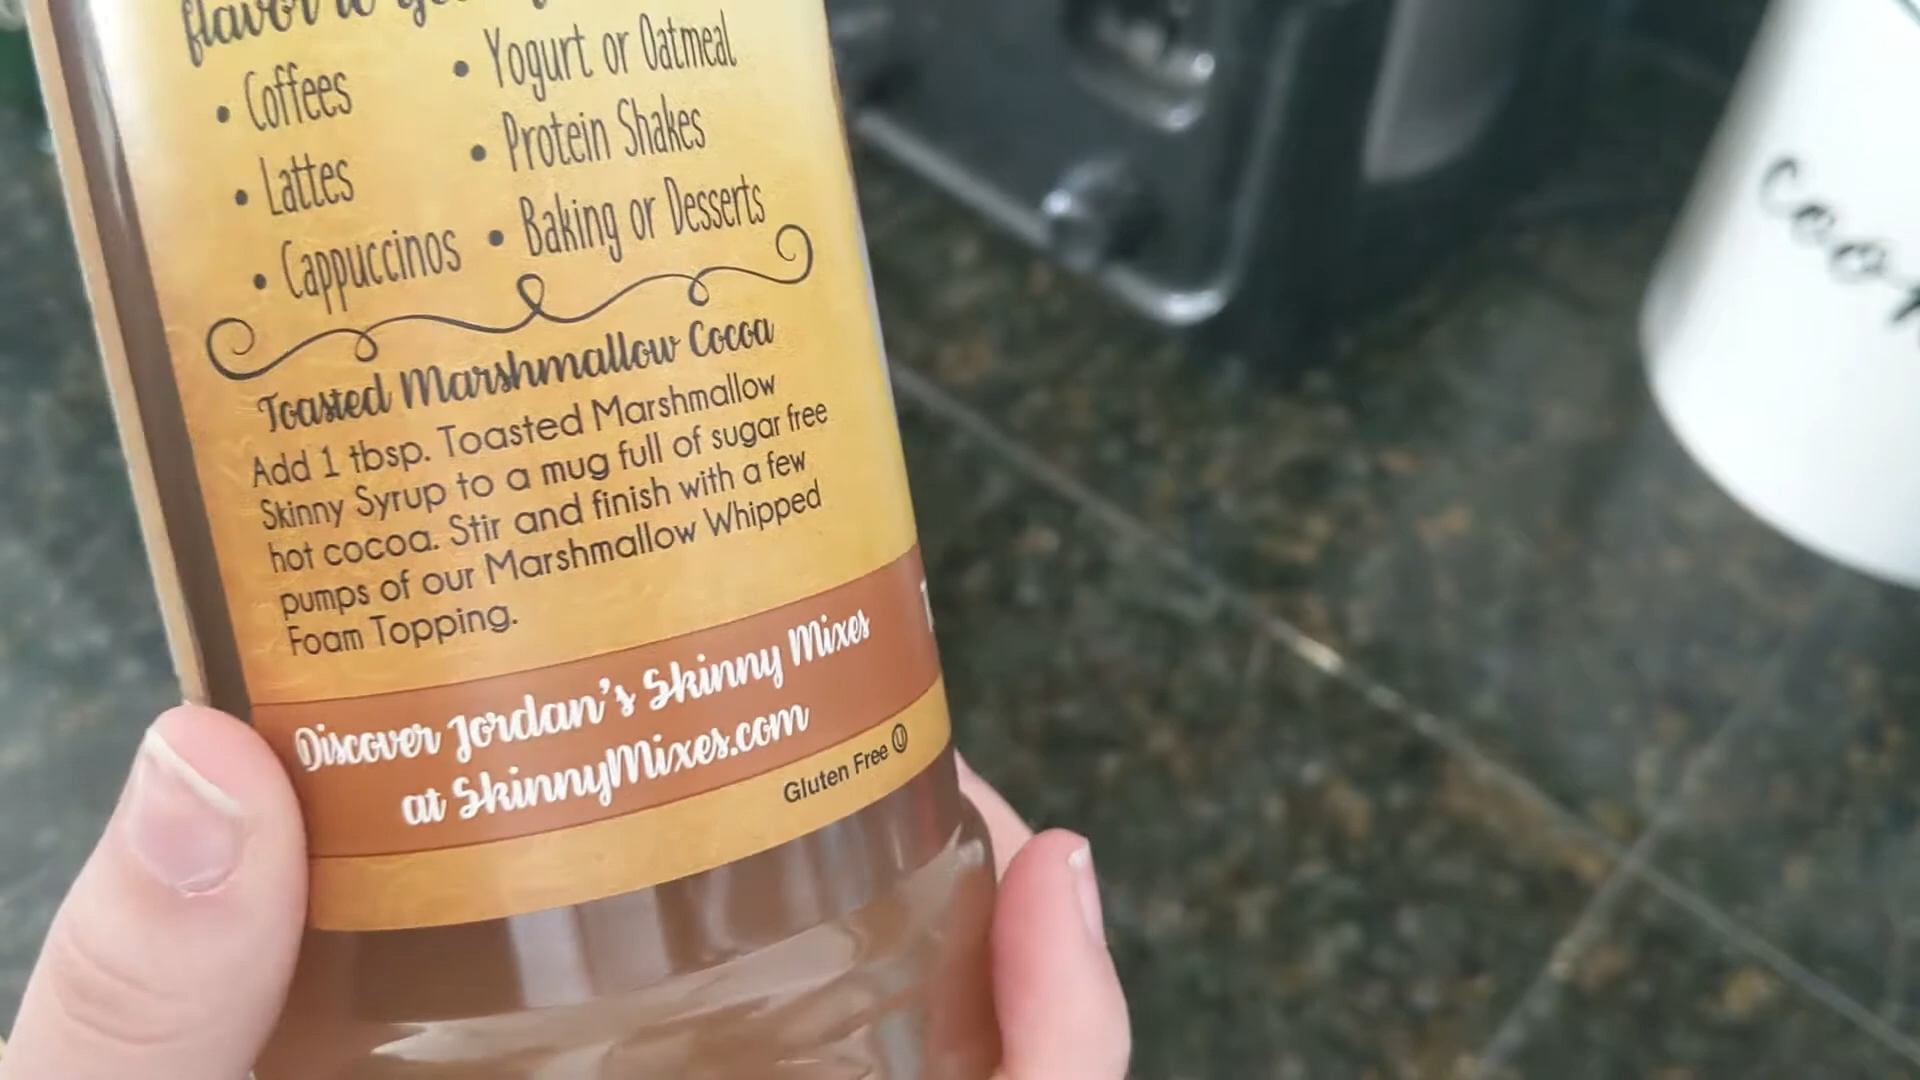 flavor to
• Coffees
• Lattes
• Cappuccinos
• Yogurt or Oatmeal
• Protein Shakes
• Baking or Desserts
Toasted Marshmallow Cocoa
Add 1 tbsp. Toasted Marshmallow
Skinny Syrup to a mug full of sugar free
hot cocoa. Stir and finish with a few
pumps of our Marshmallow Whipped
Foam Topping.
Discover Jordan's Skinny Mixes
at SkinnyMixes.com
Gluten Free Ⓤ